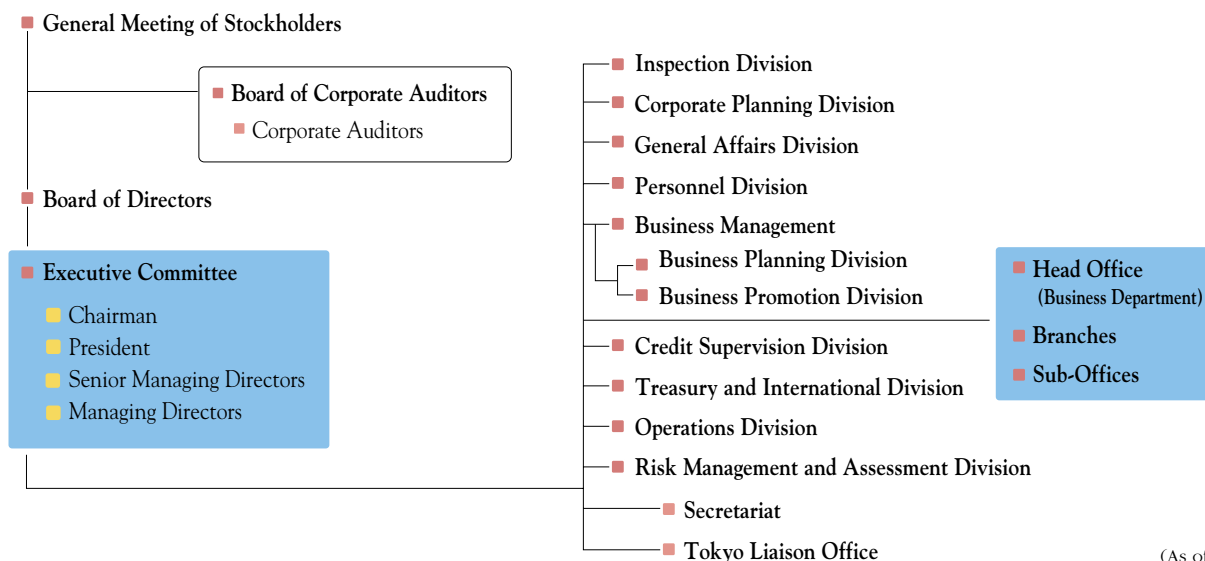 General Meeting of Stockholders
Board of Corporate Auditors
Corporate Auditors
Board of Directors
Executive Committee
Chairman
President
Senior Managing Directors
Managing Directors
Inspection Division
Corporate Planning Division
General Affairs Division
Personnel Division
Business Management
Business Planning Division
Business Promotion Division
Credit Supervision Division
Treasury and International Division
Operations Division
Risk Management and Assessment Division
Secretariat
Tokyo Liaison Office
Head Office
(Business Department)
Branches
Sub-Offices
(As of